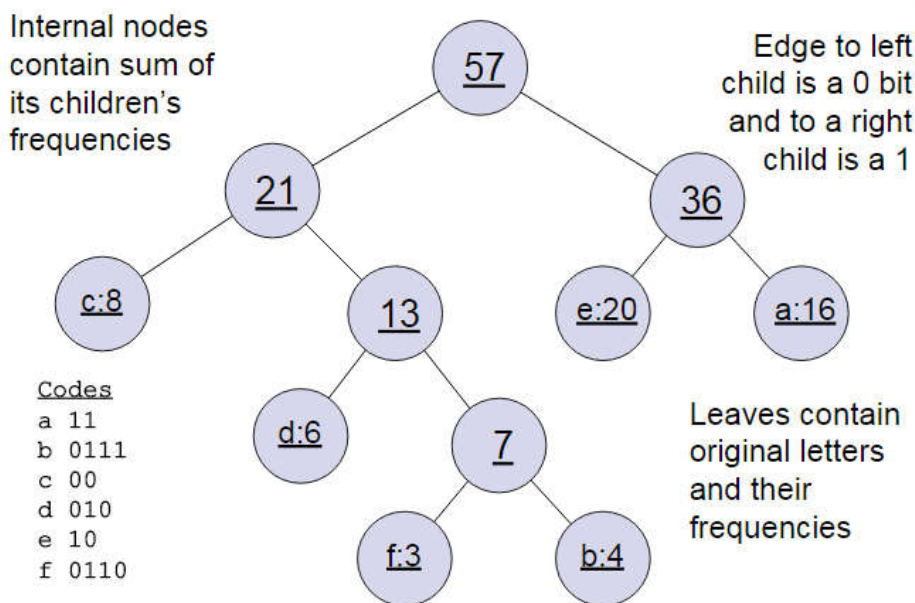 Internal nodes
contain sum of
its children's
frequencies
57
Edge to left
child is a 0 bit
and to a right
child is a 1
21
36
c:8
13
e:20
a:16
Codes
a 11
b 0111
c 00
d 010
e 10
f 0110
d:6
7
Leaves contain
original letters
and their
frequencies
f:3
b:4